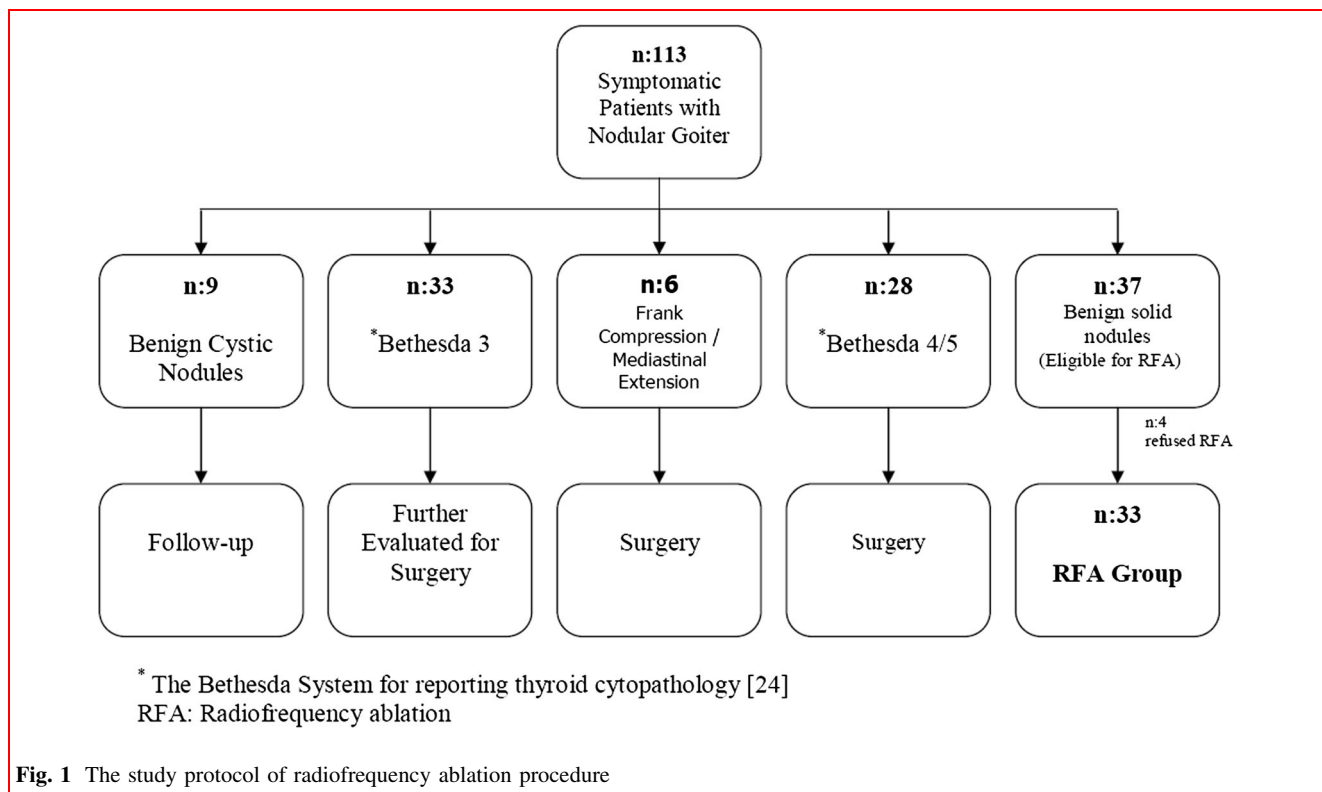 n:113
Symptomatic
Patients with
Nodular Goiter
n:9
Benign Cystic
Nodules
n:33
*Bethesda 3
n:6
Frank
Compression /
Mediastinal
Extension
n:28
*Bethesda 4/5
n:37
Benign solid
nodules
(Eligible for RFA)
n:4
refused RFA
Follow-up
Further
Evaluated for
Surgery
Surgery
Surgery
n:33
RFA Group
* The Bethesda System for reporting thyroid cytopathology [24]
RFA: Radiofrequency ablation
Fig. 1 The study protocol of radiofrequency ablation procedure